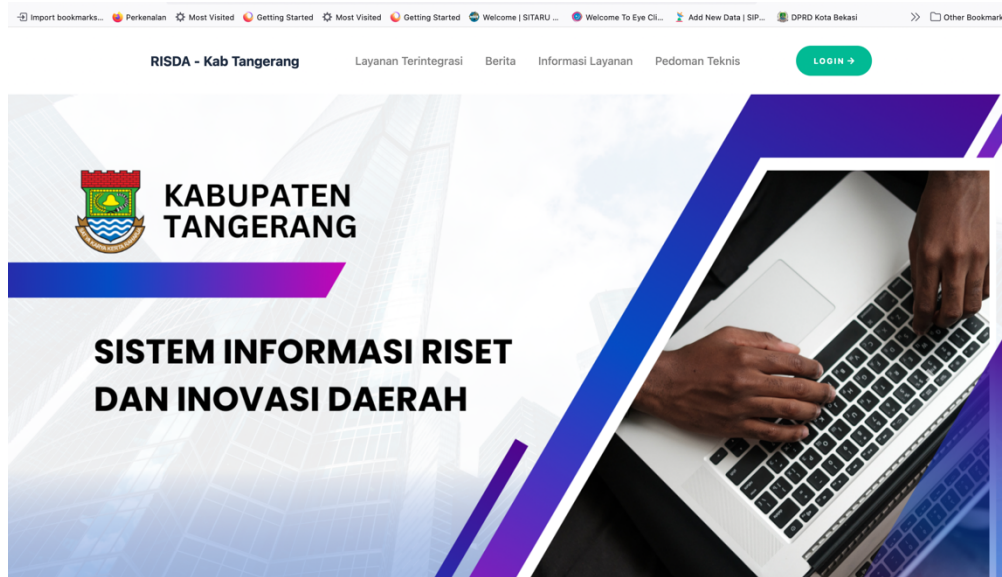 Import bookmarks... Perkenalan Most Visited Getting Started Most Visited Getting Started Welcome | SITARU ... Welcome To Eye Cli... Add New Data | SIP... DPRD Kota Bekasi Other Bookmark
RISDA - Kab Tangerang Layanan Terintegrasi Berita Informasi Layanan Pedoman Teknis LOGIN →
KABUPATEN
TANGERANG
SISTEM INFORMASI RISET
DAN INOVASI DAERAH